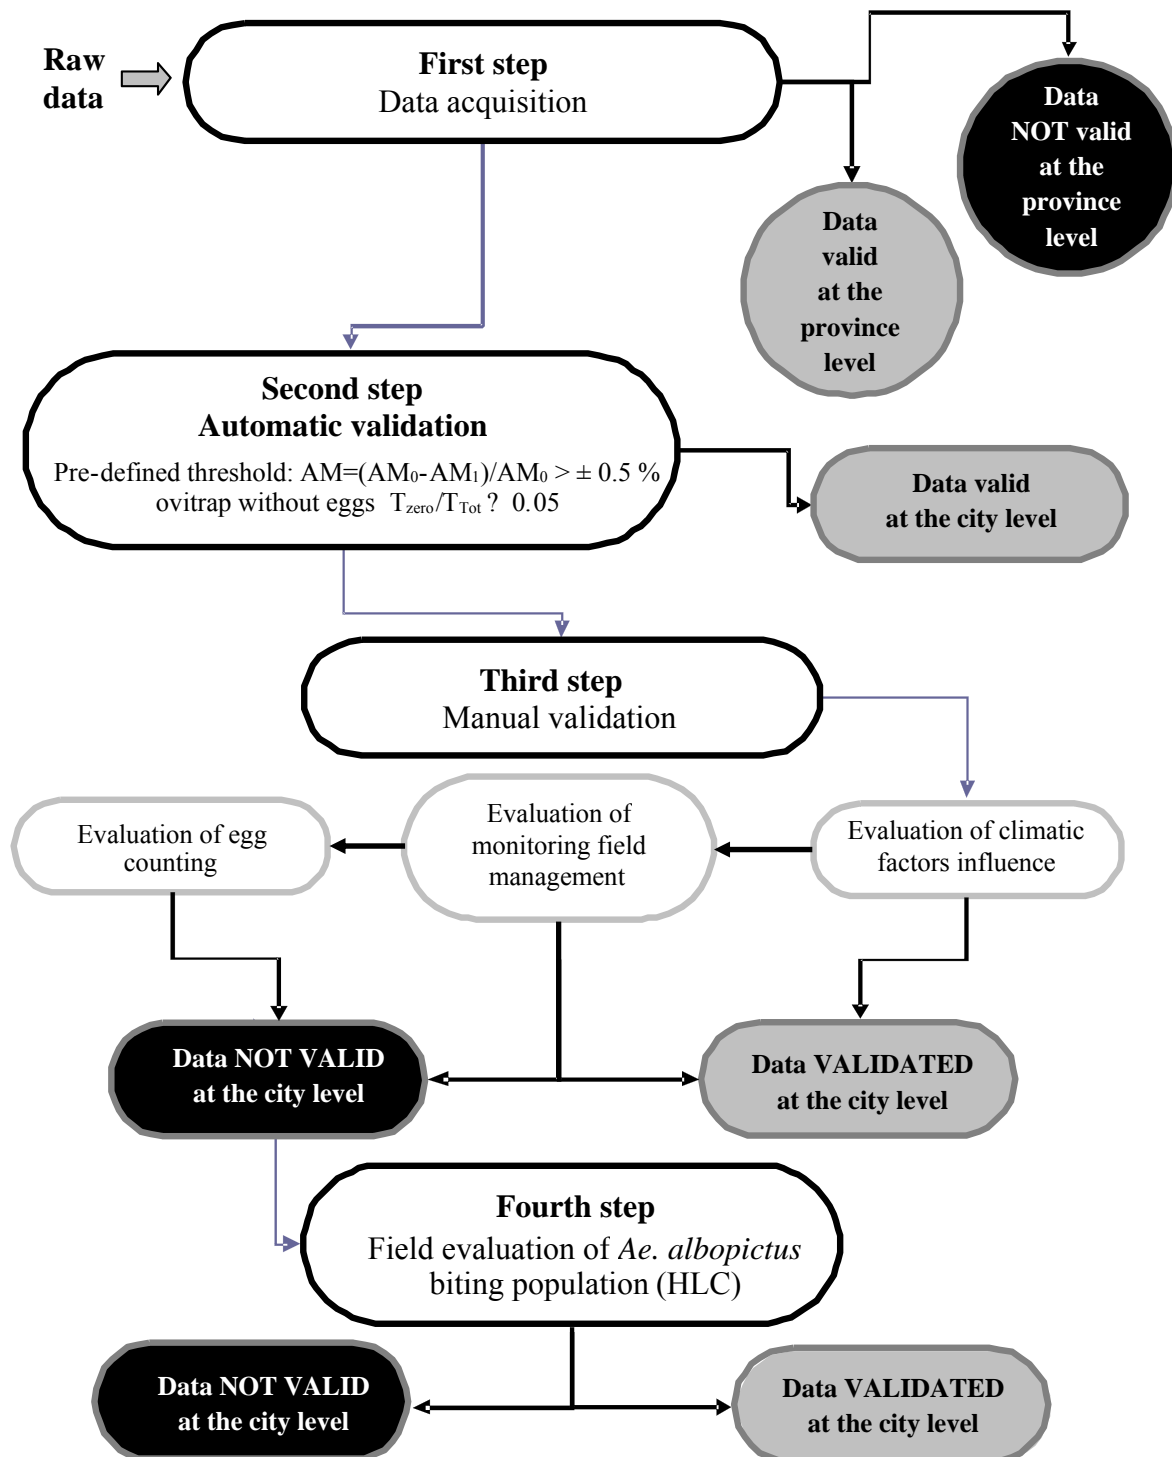 Raw
data
First step
Data acquisition
Data
NOT valid
at the
province
level
Data
valid
at the
province
level
Second step
Automatic validation
Pre-defined threshold: AM=(AM₀-AM₁)/AM₀ > ± 0.5 %
ovitrap without eggs T_zero/T_Tot ? 0.05
Data valid
at the city level
Third step
Manual validation
Evaluation of egg
counting
Evaluation of
monitoring field
management
Evaluation of climatic
factors influence
Data NOT VALID
at the city level
Data VALIDATED
at the city level
Fourth step
Field evaluation of Ae. albopictus
biting population (HLC)
Data NOT VALID
at the city level
Data VALIDATED
at the city level